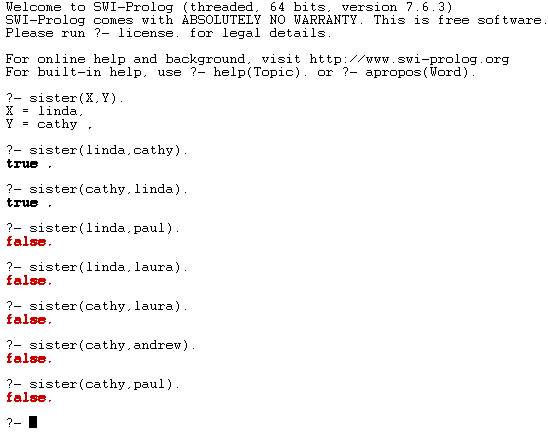 Welcome to SWI-Prolog (threaded, 64 bits, version 7.6.3)
SWI-Prolog comes with ABSOLUTELY NO WARRANTY. This is free software.
Please run ?- license. for legal details.
For online help and background, visit http://www.swi-prolog.org
For built-in help, use ?- help(Topic). or ?- apropos(Word).
?- sister(X,Y).
X = linda,
Y = cathy .
?- sister(linda,cathy).
true .
?- sister(cathy,linda).
true .
?- sister(linda,paul).
false.
?- sister(linda,laura).
false.
?- sister(cathy,laura).
false.
?- sister(cathy,andrew).
false.
?- sister(cathy,paul).
false.
?-